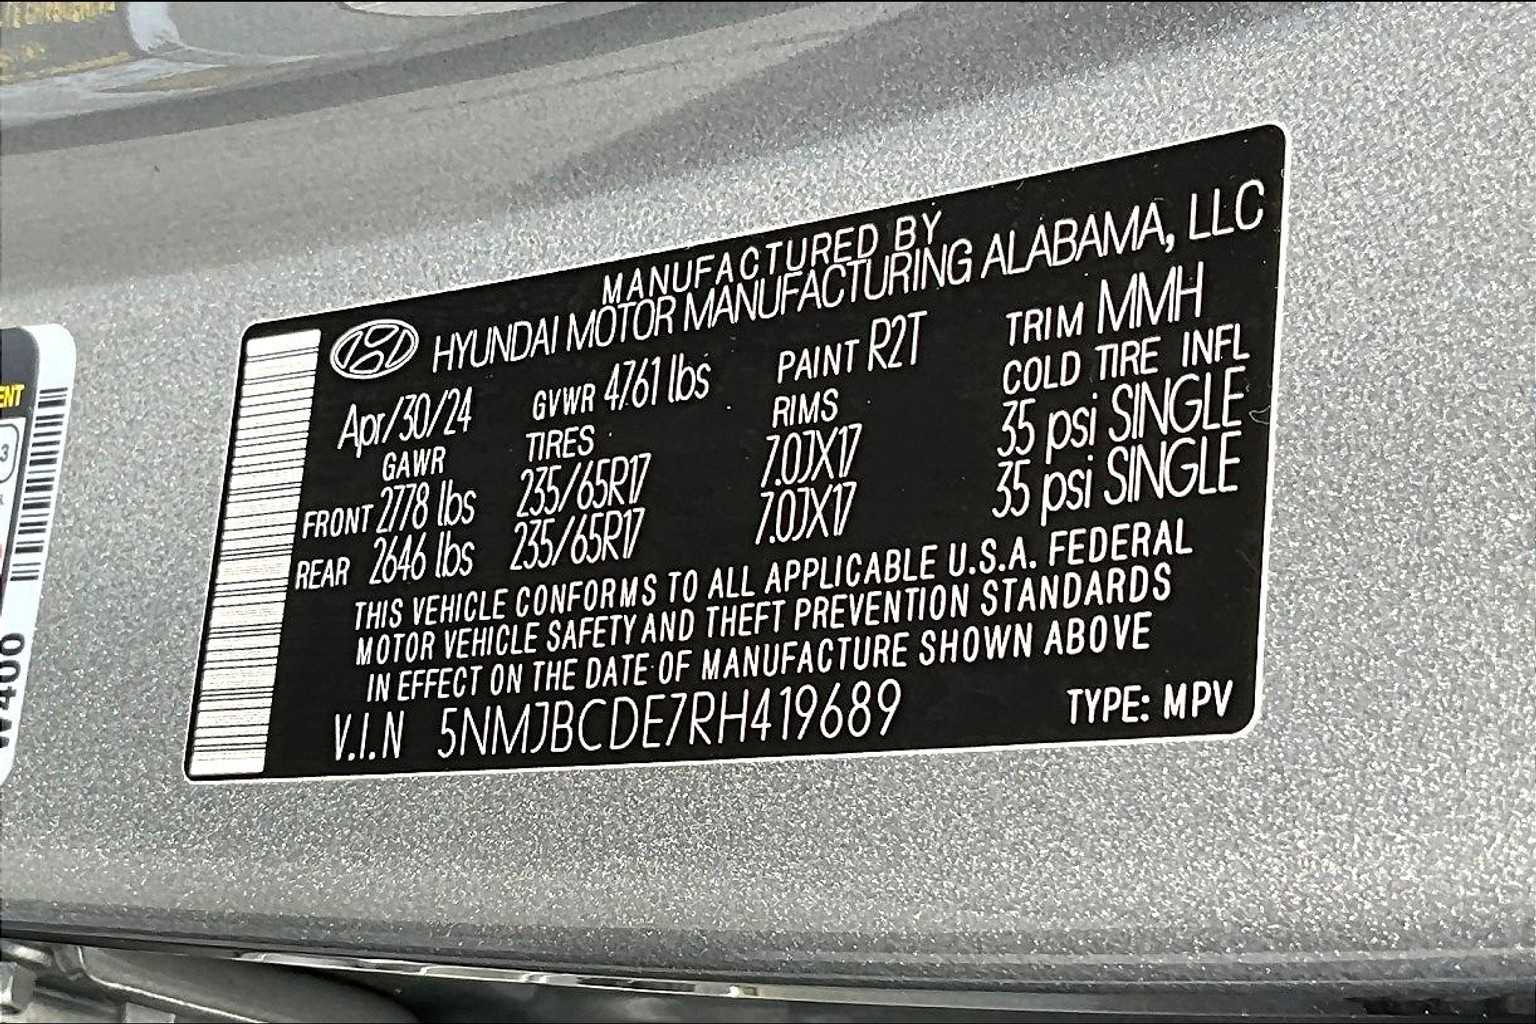 MANUFACTURED BY
HYUNDAI MOTOR MANUFACTURING ALABAMA, LLC
Apr/30/24 GVWR 4761 lbs PAINT R2T TRIM MMH
GAWR TIRES RIMS COLD TIRE INFL
FRONT 2778 lbs 235/65R17 7.0JX17 35 psi SINGLE
REAR 2646 lbs 235/65R17 7.0JX17 35 psi SINGLE
THIS VEHICLE CONFORMS TO ALL APPLICABLE U.S.A. FEDERAL
MOTOR VEHICLE SAFETY AND THEFT PREVENTION STANDARDS
IN EFFECT ON THE DATE OF MANUFACTURE SHOWN ABOVE
V.I.N 5NMJBCDE7RH419689 TYPE: MPV
ENT
3
W400